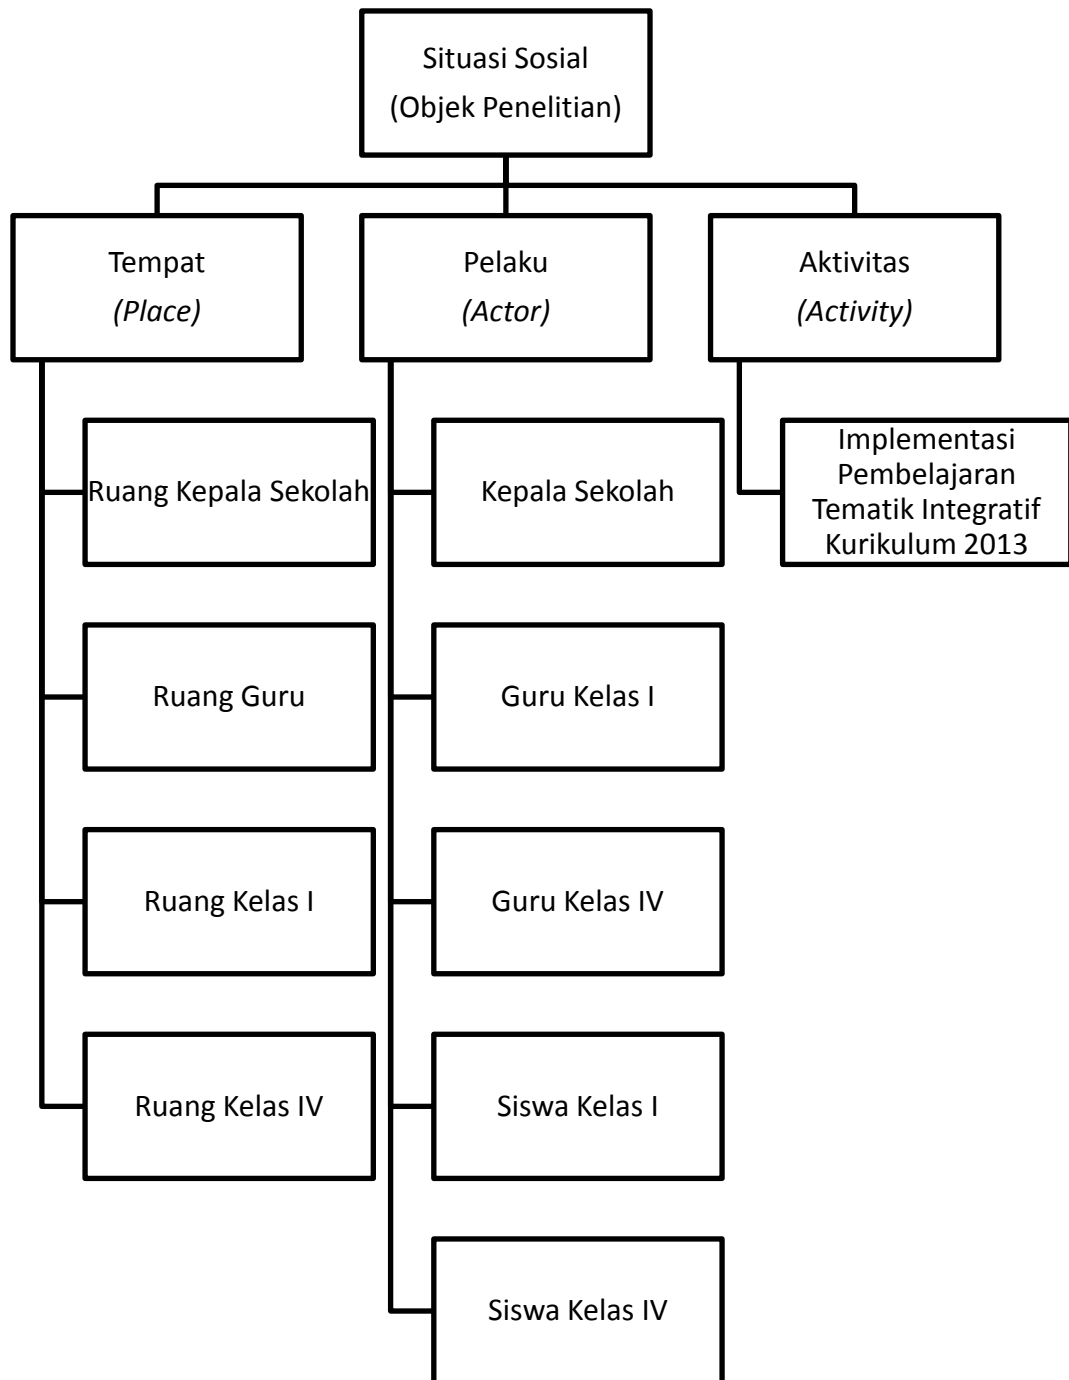 Situasi Sosial
(Objek Penelitian)
Tempat
(Place)
Pelaku
(Actor)
Aktivitas
(Activity)
Ruang Kepala Sekolah
Ruang Guru
Ruang Kelas I
Ruang Kelas IV
Kepala Sekolah
Guru Kelas I
Guru Kelas IV
Siswa Kelas I
Siswa Kelas IV
Implementasi
Pembelajaran
Tematik Integratif
Kurikulum 2013